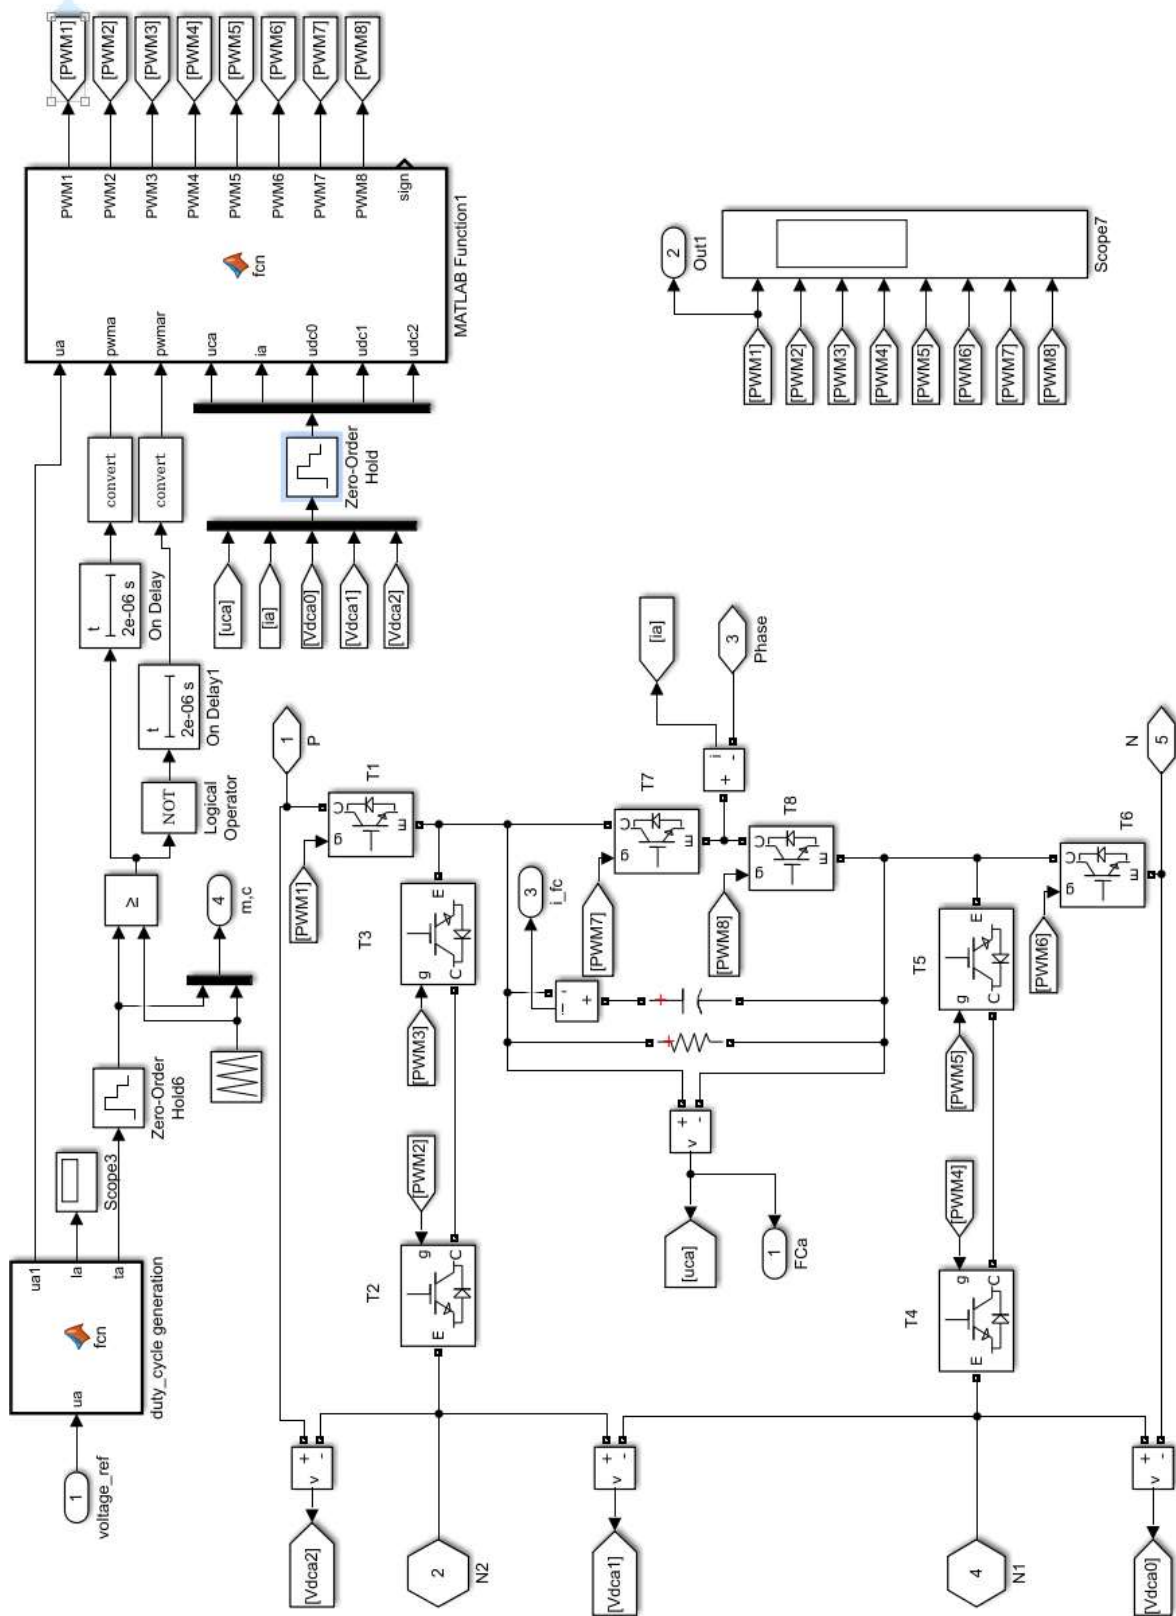 1
voltage_ref
ua
fcn
ua1
la
ta
duty_cycle generation
Scope3
Zero-Order
Hold6
≥
4
m,c
NOT
Logical
Operator
t
2e-06 s
On Delay
t
2e-06 s
On Delay1
convert
convert
[uca]
[ia]
[Vdca0]
[Vdca1]
[Vdca2]
Zero-Order
Hold
ua
pwma
pwmar
uca
ia
udc0
udc1
udc2
fcn
PWM1
PWM2
PWM3
PWM4
PWM5
PWM6
PWM7
PWM8
sign
MATLAB Function1
[PWM1]
[PWM2]
[PWM3]
[PWM4]
[PWM5]
[PWM6]
[PWM7]
[PWM8]
[Vdca2]
v
+
-
2
N2
[Vdca1]
v
+
-
4
N1
[Vdca0]
v
+
-
T2
E
g
C
[PWM2]
[PWM3]
T3
g
C
E
[PWM1]
g
C
E
T1
1
P
[uca]
1
FCa
v
+
-
+
i
-
3
i_fc
+
+
[PWM7]
g
C
E
T7
[PWM8]
g
C
E
T8
+
i
-
[ia]
3
Phase
T4
E
g
C
[PWM4]
[PWM5]
T5
g
C
E
[PWM6]
g
C
E
T6
N
5
[PWM1]
[PWM2]
[PWM3]
[PWM4]
[PWM5]
[PWM6]
[PWM7]
[PWM8]
2
Out1
Scope7